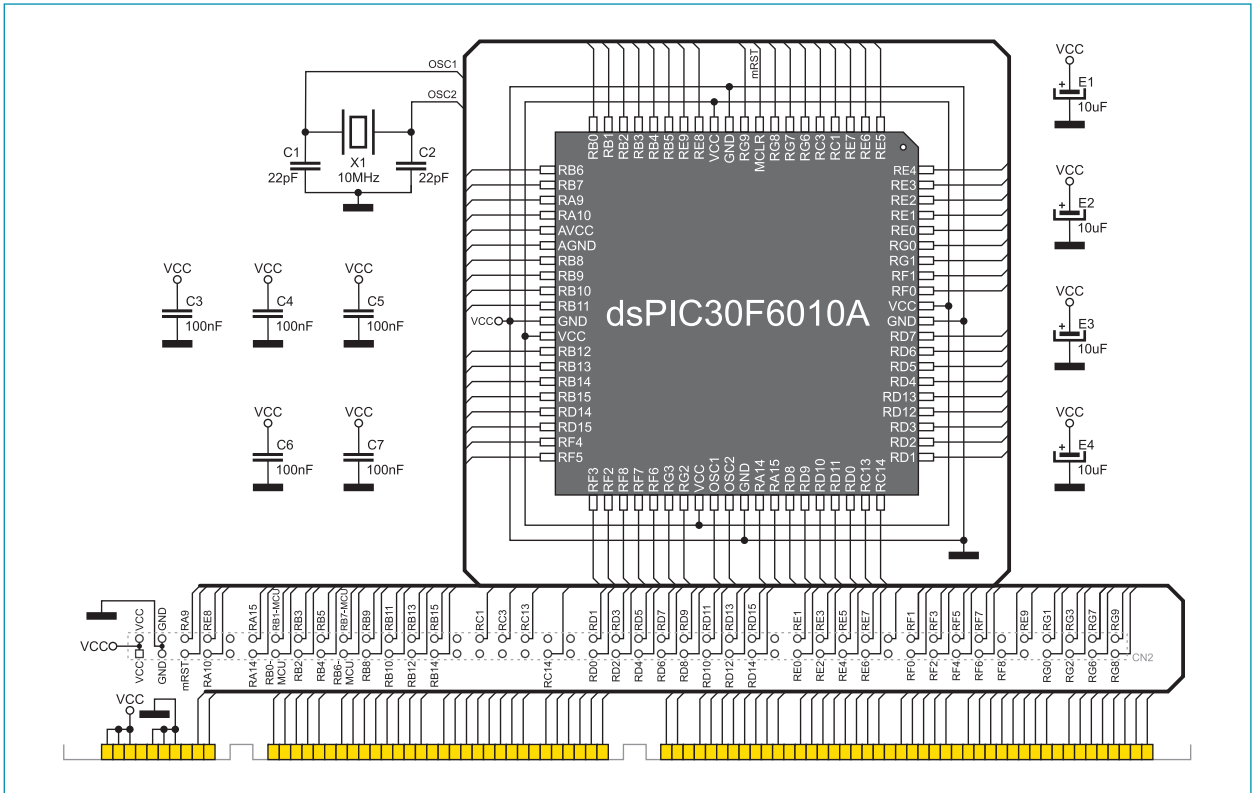 OSC1
OSC2
C1
22pF
X1
10MHz
C2
22pF
VCC
C3
100nF
VCC
C4
100nF
VCC
C5
100nF
VCC
C6
100nF
VCC
C7
100nF
mRST
RB0
RB1
RB2
RB3
RB4
RB5
RE9
RE8
VCC
GND
RG9
MCLR
RG8
RG7
RG6
RC3
RC1
RE7
RE6
RE5
RB6
RB7
RA9
RA10
AVCC
AGND
RB8
RB9
RB10
RB11
GND
VCC
RB12
RB13
RB14
RB15
RD14
RD15
RF4
RF5
VCC
dsPIC30F6010A
RE4
RE3
RE2
RE1
RE0
RG0
RG1
RF1
RF0
VCC
GND
RD7
RD6
RD5
RD4
RD13
RD12
RD3
RD2
RD1
RF3
RF2
RF8
RF7
RF6
RG3
RG2
VCC
OSC1
OSC2
GND
RA14
RA15
RD8
RD9
RD10
RD11
RD0
RC13
RC14
VCC
+
E1
10uF
VCC
+
E2
10uF
VCC
+
E3
10uF
VCC
+
E4
10uF
VCC
VCC
GND
RA9
RE8
RA15
RB1-MCU
RB3
RB5
RB7-MCU
RB9
RB11
RB13
RB15
RC1
RC3
RC13
RD1
RD3
RD5
RD7
RD9
RD11
RD13
RD15
RE1
RE3
RE5
RE7
RF1
RF3
RF5
RF7
RE9
RG1
RG3
RG7
RG9
VCC
GND
mRST
RA10
RA14
RB0-
MCU
RB2
RB4
RB6-
MCU
RB8
RB10
RB12
RB14
RC14
RD0
RD2
RD4
RD6
RD8
RD10
RD12
RD14
RE0
RE2
RE4
RE6
RF0
RF2
RF4
RF6
RF8
RG0
RG2
RG6
RG8
CN2
VCC